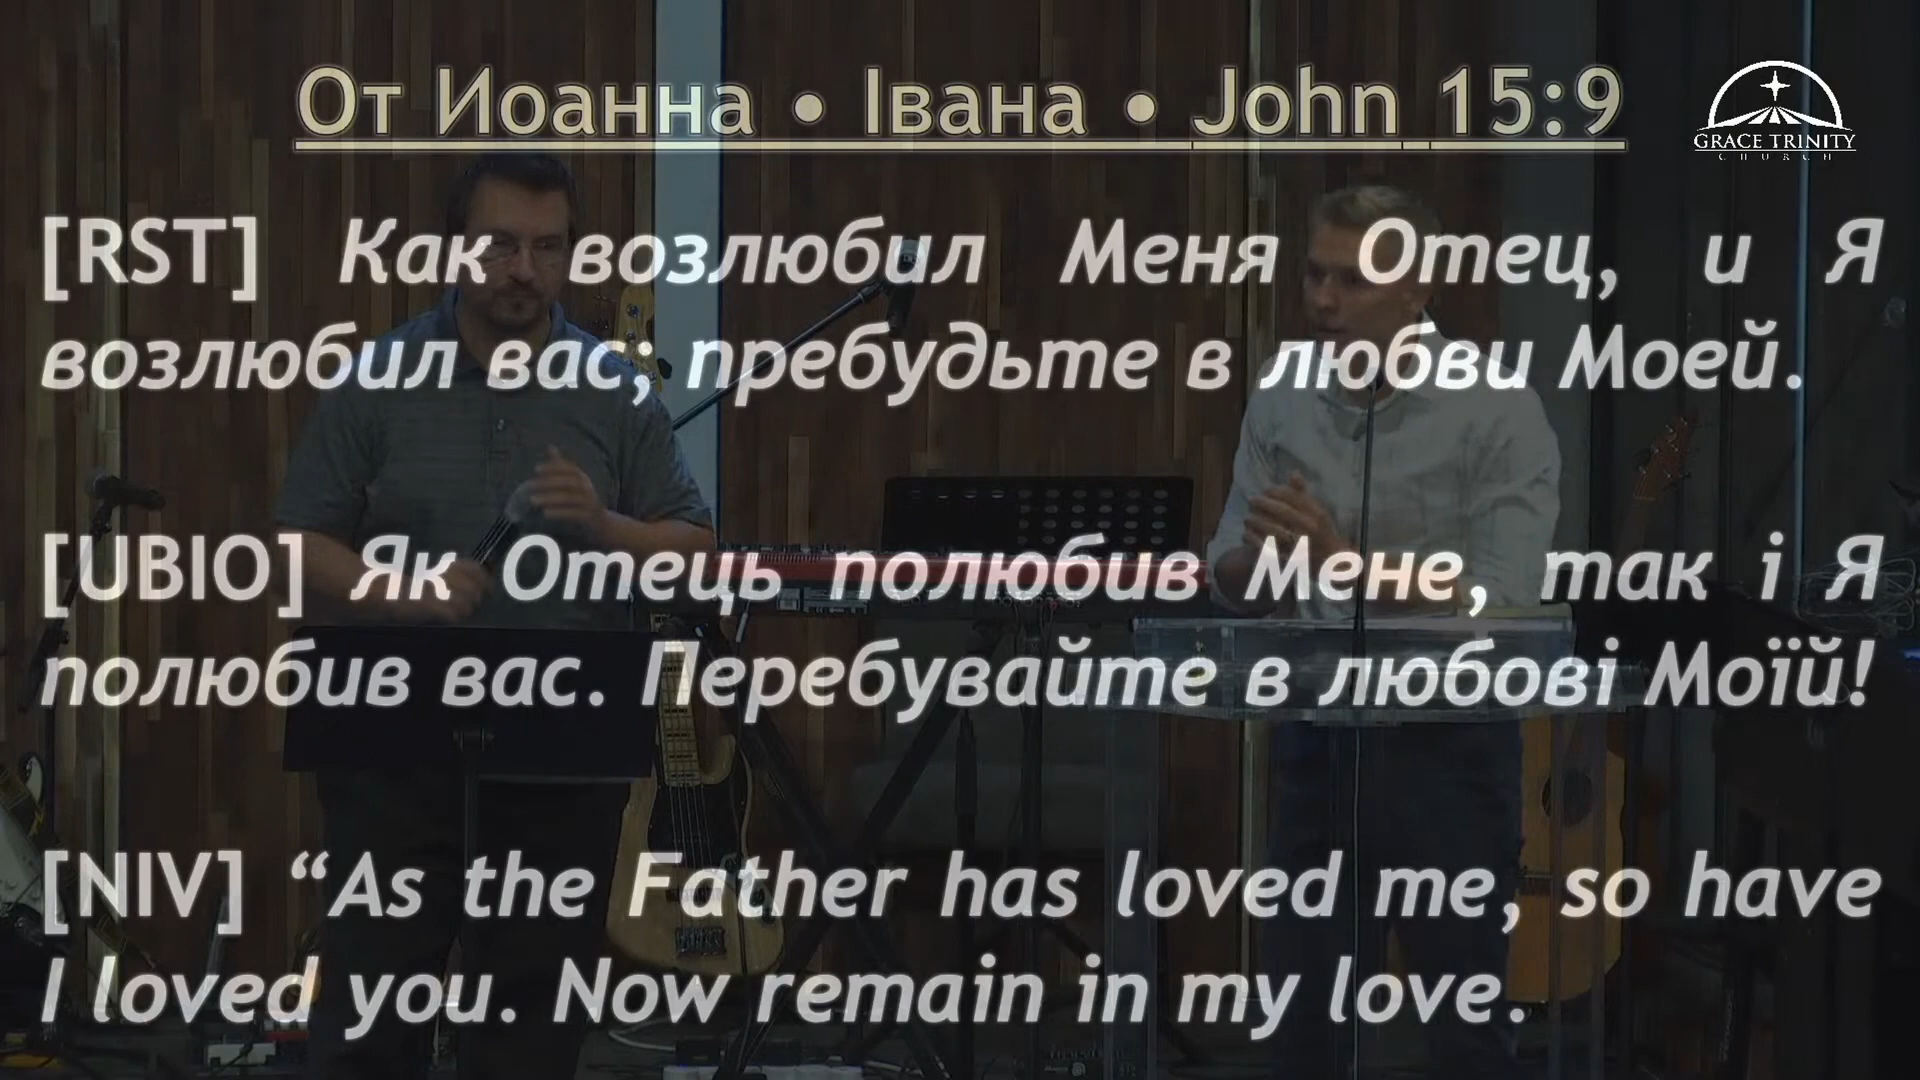 От Иоанна • Івана • John 15:9
GRACE TRINITY
CHURCH
[RST] Как возлюбил Меня Отец, и Я
возлюбил вас; пребудьте в любви Моей.
[UBIO] Як Отець полюбив Мене, так і Я
полюбив вас. Перебувайте в любові Моїй!
[NIV] “As the Father has loved me, so have
I loved you. Now remain in my love.